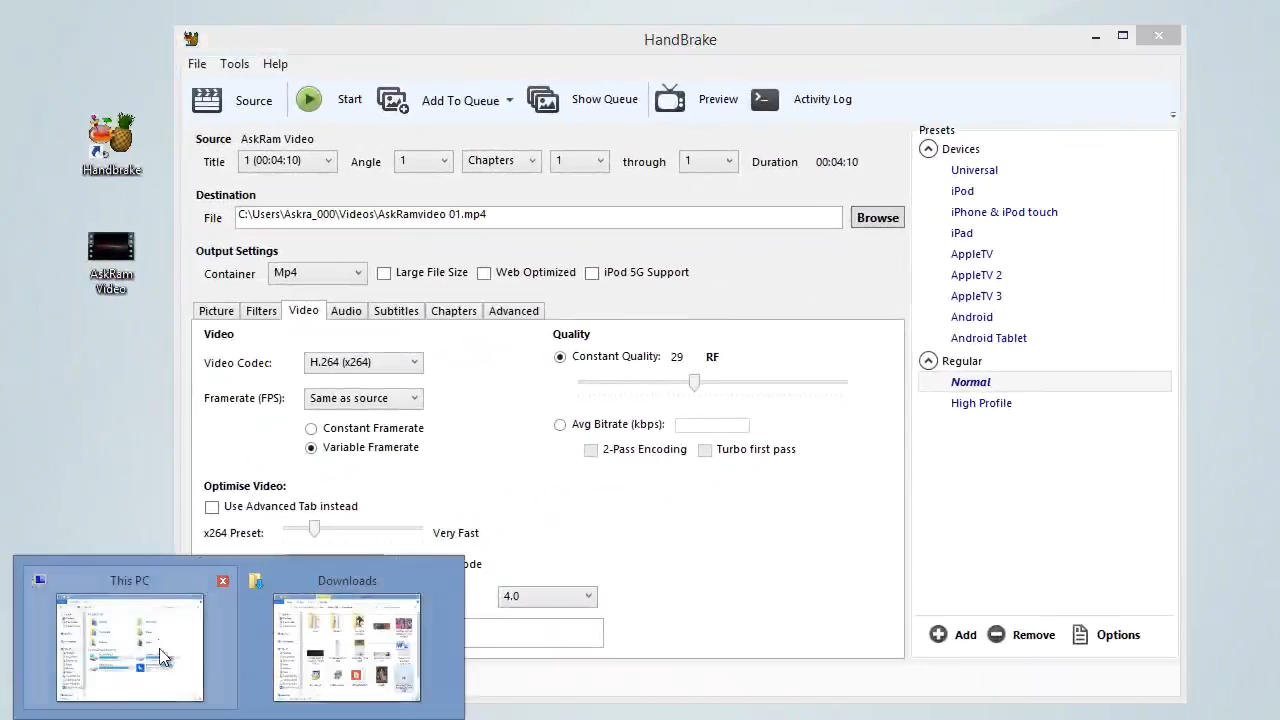 HandBrake
File Tools Help
Source Start Add To Queue Show Queue Preview Activity Log
Handbrake
AskRam
Video
Source AskRam Video
Title 1 (00:04:10) Angle 1 Chapters 1 through 1 Duration 00:04:10
Destination
File C:\Users\Askra_000\Videos\AskRamvideo 01.mp4 Browse
Output Settings
Container Mp4 Large File Size Web Optimized iPod 5G Support
Picture Filters Video Audio Subtitles Chapters Advanced
Video
Video Codec: H.264 (x264)
Framerate (FPS): Same as source
Constant Framerate
Variable Framerate
Quality
Constant Quality: 29 RF
Avg Bitrate (kbps):
2-Pass Encoding Turbo first pass
Optimise Video:
Use Advanced Tab instead
x264 Preset: Very Fast
ode
4.0
Presets
Devices
Universal
iPod
iPhone & iPod touch
iPad
AppleTV
AppleTV 2
AppleTV 3
Android
Android Tablet
Regular
Normal
High Profile
Add Remove Options
This PC
Downloads